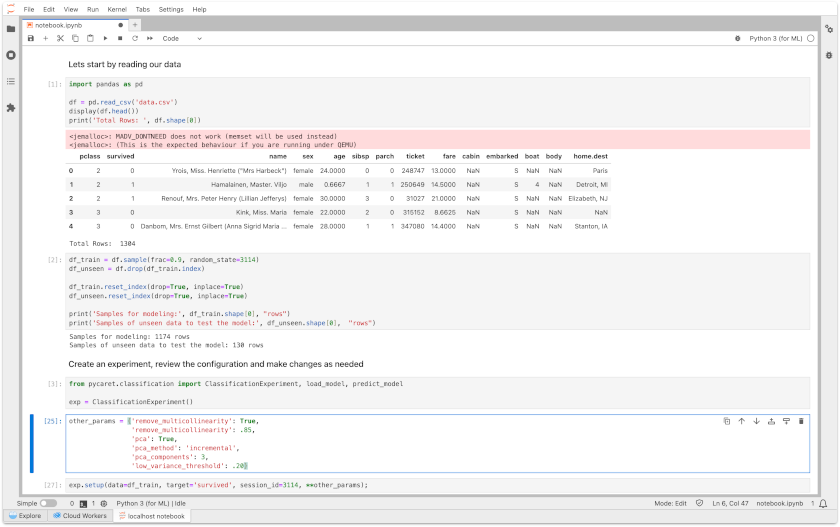 File Edit View Run Kernel Tabs Settings Help
notebook.ipynb
Code
Python 3 (for ML)
Lets start by reading our data
[1]: import pandas as pd
df = pd.read_csv('data.csv')
display(df.head())
print('Total Rows: ', df.shape[0])
<jemalloc>: MADV_DONTNEED does not work (memset will be used instead)
<jemalloc>: (This is the expected behaviour if you are running under QEMU)
pclass survived name sex age sibsp parch ticket fare cabin embarked boat body home.dest
0 2 0 Yrois, Miss. Henriette ("Mrs Harbeck") female 24.0000 0 0 248747 13.0000 NaN S NaN NaN Paris
1 2 1 Hamalainen, Master. Viljo male 0.6667 1 1 250649 14.5000 NaN S 4 NaN Detroit, MI
2 2 1 Renouf, Mrs. Peter Henry (Lillian Jefferys) female 30.0000 3 0 31027 21.0000 NaN S NaN NaN Elizabeth, NJ
3 3 0 Kink, Miss. Maria female 22.0000 2 0 315152 8.6625 NaN S NaN NaN NaN
4 3 0 Danbom, Mrs. Ernst Gilbert (Anna Sigrid Maria ... female 28.0000 1 1 347080 14.4000 NaN S NaN NaN Stanton, IA
Total Rows:  1304
[2]: df_train = df.sample(frac=0.9, random_state=3114)
df_unseen = df.drop(df_train.index)
df_train.reset_index(drop=True, inplace=True)
df_unseen.reset_index(drop=True, inplace=True)
print('Samples for modeling:', df_train.shape[0], "rows")
print('Samples of unseen data to test the model:', df_unseen.shape[0],  "rows")
Samples for modeling: 1174 rows
Samples of unseen data to test the model: 130 rows
Create an experiment, review the configuration and make changes as needed
[3]: from pycaret.classification import ClassificationExperiment, load_model, predict_model
exp = ClassificationExperiment()
[25]: other_params = {'remove_multicollinearity': True,
'remove_multicollinearity': .85,
'pca': True,
'pca_method': 'incremental',
'pca_components': 3,
'low_variance_threshold': .20}
[27]: exp.setup(data=df_train, target='survived', session_id=3114, **other_params);
Simple 0 1 Python 3 (for ML) | Idle Mode: Edit Ln 6, Col 47 notebook.ipynb 1
Explore Cloud Workers localhost notebook